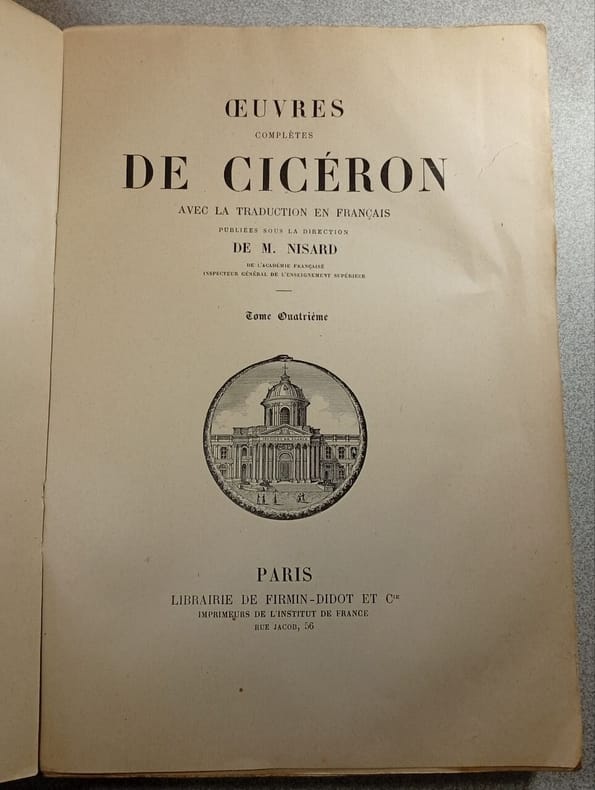 ŒUVRES
COMPLÈTES
DE CICÉRON
AVEC LA TRADUCTION EN FRANÇAIS
PUBLIÉES SOUS LA DIRECTION
DE M. NISARD
DE L'ACADÉMIE FRANÇAISE
INSPECTEUR GÉNÉRAL DE L'ENSEIGNEMENT SUPÉRIEUR
Tome Quatrième
PARIS
LIBRAIRIE DE FIRMIN-DIDOT ET Cⁱᴱ
IMPRIMEURS DE L'INSTITUT DE FRANCE
RUE JACOB, 56